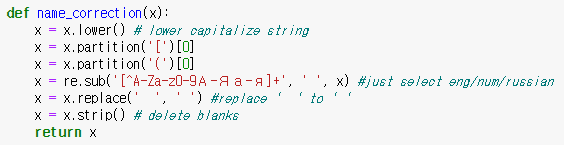 def name_correction(x):
    x = x.lower() # lower capitalize string
    x = x.partition('[')[0]
    x = x.partition('(')[0]
    x = re.sub('[^A-Za-z0-9А-Яа-я]+', ' ', x) #just select eng/num/russian
    x = x.replace('  ', ' ') #replace '  ' to ' '
    x = x.strip() # delete blanks
    return x